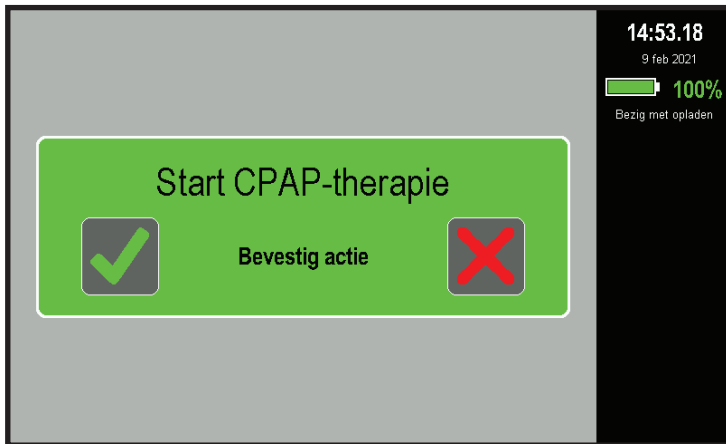 Start CPAP-therapie
Bevestig actie
14:53.18
9 feb 2021
100%
Bezig met opladen